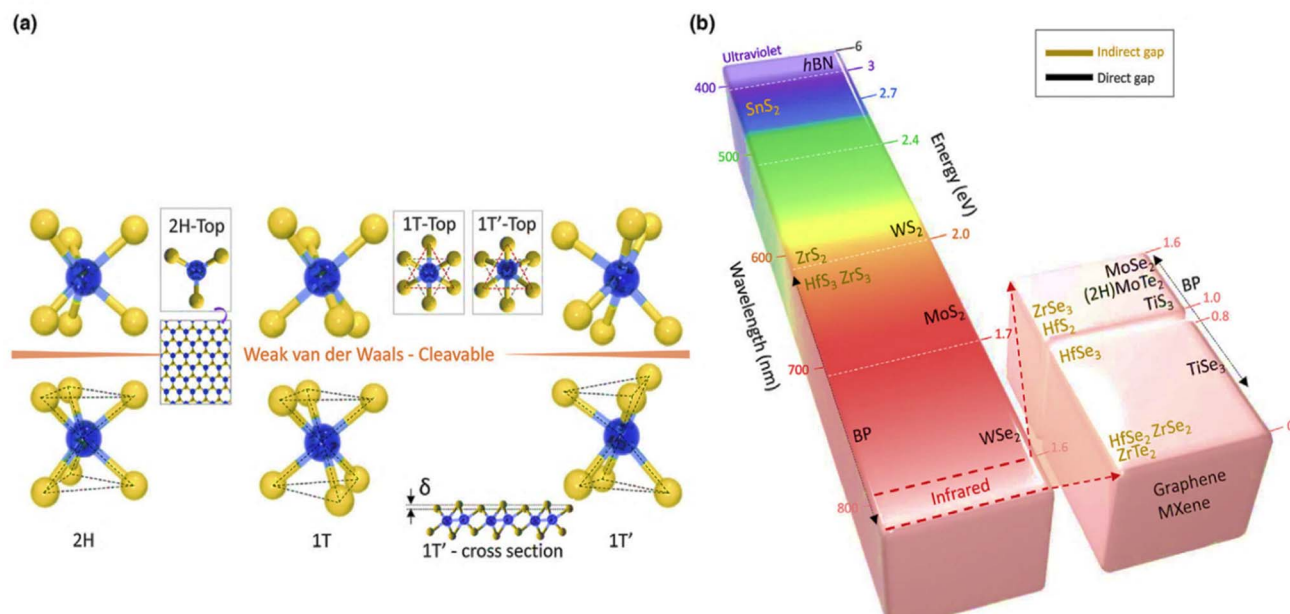 (a)
2H-Top
1T-Top
1T’-Top
Weak van der Waals - Cleavable
δ
1T’ - cross section
2H
1T
1T’
(b)
Indirect gap
Direct gap
Ultraviolet
6
hBN
3
400
2.7
SnS2
2.4
500
Energy (eV)
WS2
2.0
600
ZrS2
HfS3 ZrS3
Wavelength (nm)
MoS2
1.7
700
BP
WSe2
1.6
Infrared
800
1.6
MoSe2
(2H)MoTe2
BP
TiS3
1.0
0.8
ZrSe3
HfS2
HfSe3
TiSe3
HfSe2 ZrSe2
ZrTe2
0
Graphene
MXene